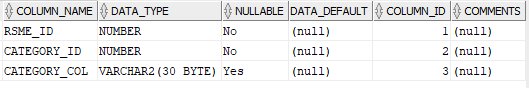 COLUMN_NAME DATA_TYPE NULLABLE DATA_DEFAULT COLUMN_ID COMMENTS
RSME_ID NUMBER No (null) 1 (null)
CATEGORY_ID NUMBER No (null) 2 (null)
CATEGORY_COL VARCHAR2(30 BYTE) Yes (null) 3 (null)